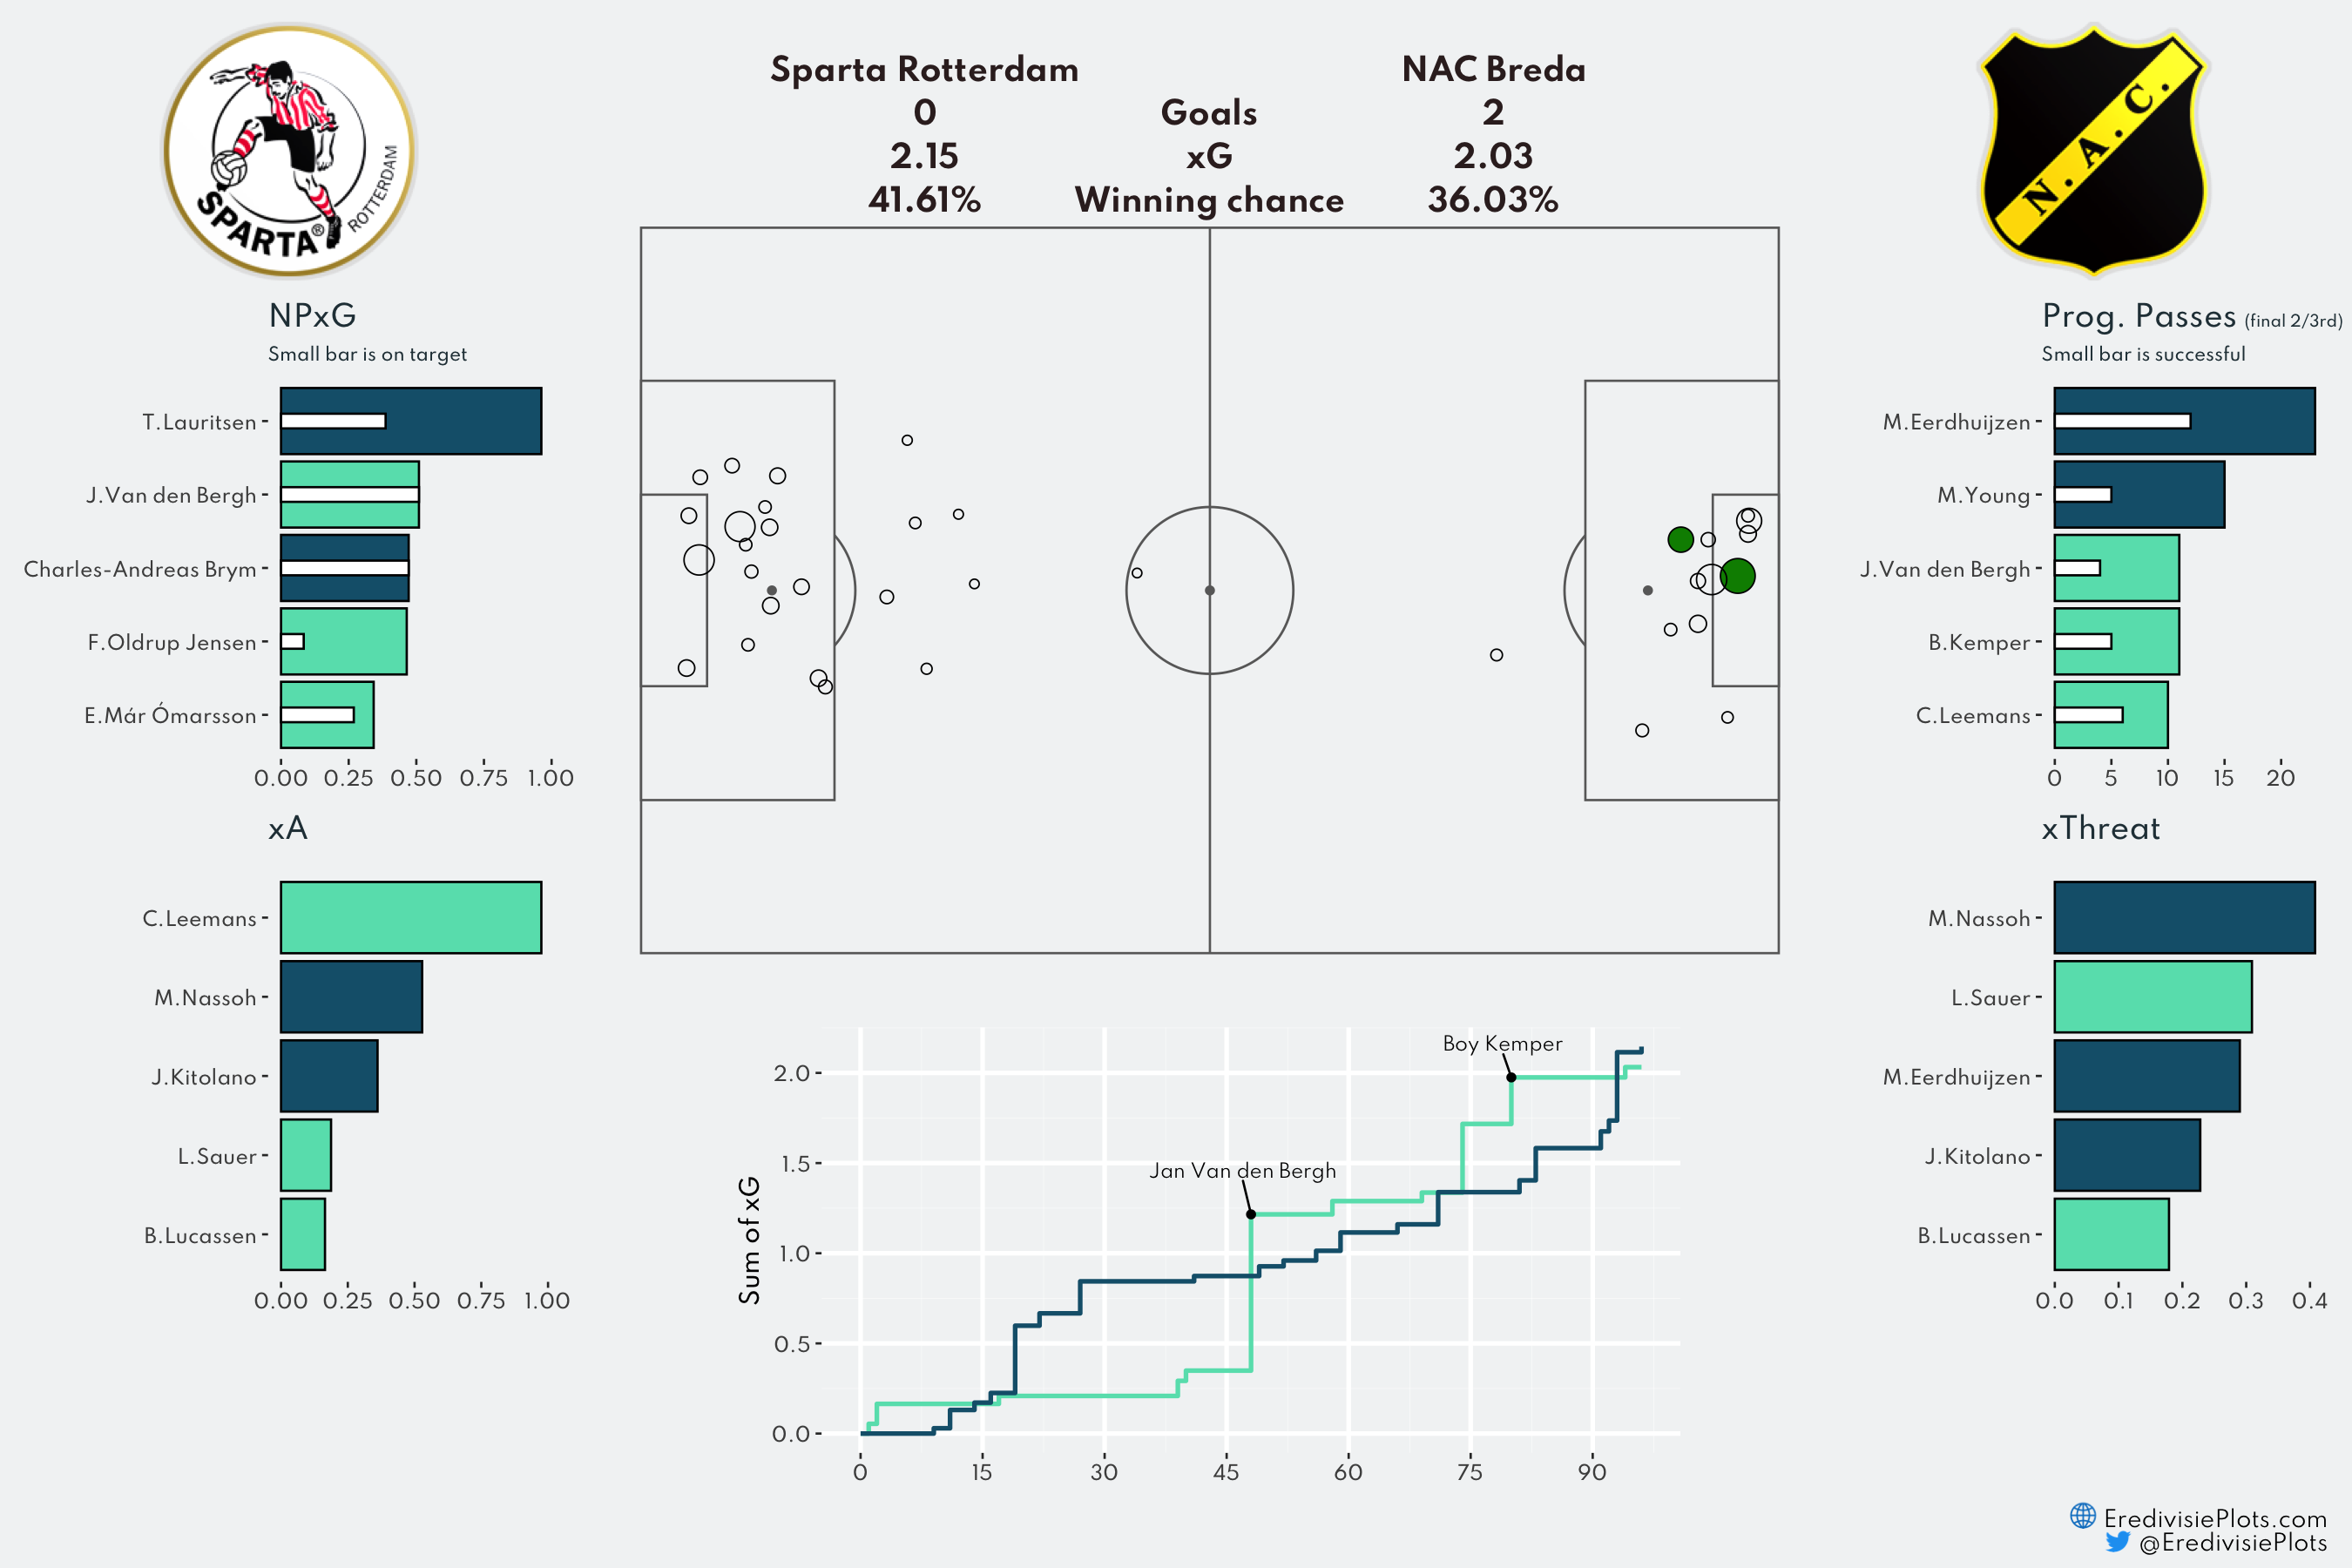 SPARTA®
ROTTERDAM
Sparta Rotterdam NAC Breda
0 Goals 2
2.15 xG 2.03
41.61% Winning chance 36.03%
N.A.C.
NPxG
Small bar is on target
T.Lauritsen
J.Van den Bergh
Charles-Andreas Brym
F.Oldrup Jensen
E.Már Ómarsson
0.00 0.25 0.50 0.75 1.00
Prog. Passes (final 2/3rd)
Small bar is successful
M.Eerdhuijzen
M.Young
J.Van den Bergh
B.Kemper
C.Leemans
0 5 10 15 20
xA
C.Leemans
M.Nassoh
J.Kitolano
L.Sauer
B.Lucassen
0.00 0.25 0.50 0.75 1.00
xThreat
M.Nassoh
L.Sauer
M.Eerdhuijzen
J.Kitolano
B.Lucassen
0.0 0.1 0.2 0.3 0.4
Sum of xG
2.0
1.5
1.0
0.5
0.0
Boy Kemper
Jan Van den Bergh
0 15 30 45 60 75 90
EredivisiePlots.com
@EredivisiePlots